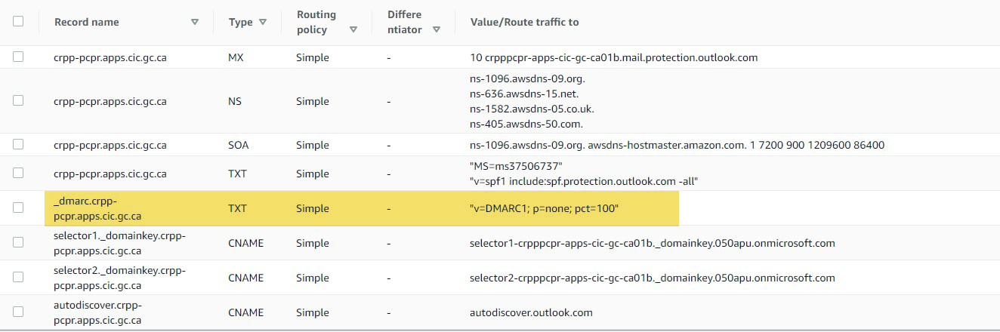 Record name Type Routing policy Differentiator Value/Route traffic to
crpp-pcpr.apps.cic.gc.ca MX Simple - 10 crpppcpr-apps-cic-gc-ca01b.mail.protection.outlook.com
crpp-pcpr.apps.cic.gc.ca NS Simple - ns-1096.awsdns-09.org.
ns-636.awsdns-15.net.
ns-1582.awsdns-05.co.uk.
ns-405.awsdns-50.com.
crpp-pcpr.apps.cic.gc.ca SOA Simple - ns-1096.awsdns-09.org. awsdns-hostmaster.amazon.com. 1 7200 900 1209600 86400
crpp-pcpr.apps.cic.gc.ca TXT Simple - "MS=ms37506737"
"v=spf1 include:spf.protection.outlook.com -all"
_dmarc.crpp-
pcpr.apps.cic.gc.ca TXT Simple - "v=DMARC1; p=none; pct=100"
selector1._domainkey.crpp-
pcpr.apps.cic.gc.ca CNAME Simple - selector1-crpppcpr-apps-cic-gc-ca01b._domainkey.050apu.onmicrosoft.com
selector2._domainkey.crpp-
pcpr.apps.cic.gc.ca CNAME Simple - selector2-crpppcpr-apps-cic-gc-ca01b._domainkey.050apu.onmicrosoft.com
autodiscover.crpp-
pcpr.apps.cic.gc.ca CNAME Simple - autodiscover.outlook.com